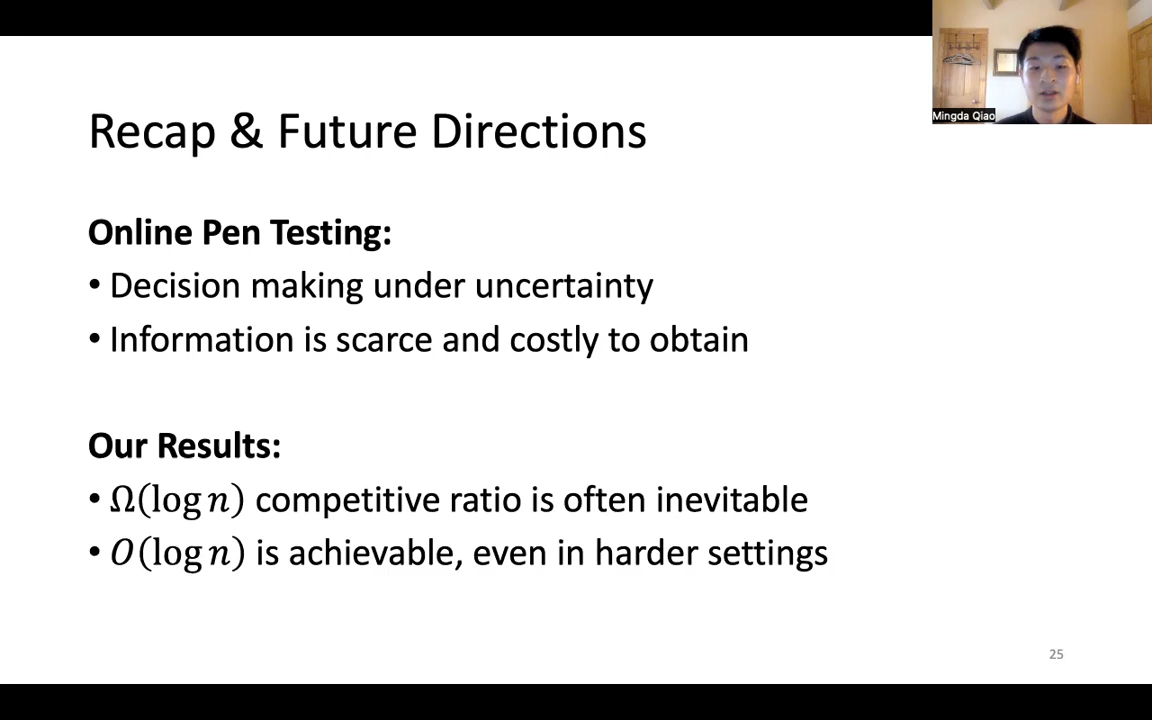 Mingda Qiao
Recap & Future Directions
Online Pen Testing:
• Decision making under uncertainty
• Information is scarce and costly to obtain
Our Results:
• Ω(log n) competitive ratio is often inevitable
• O(log n) is achievable, even in harder settings
25